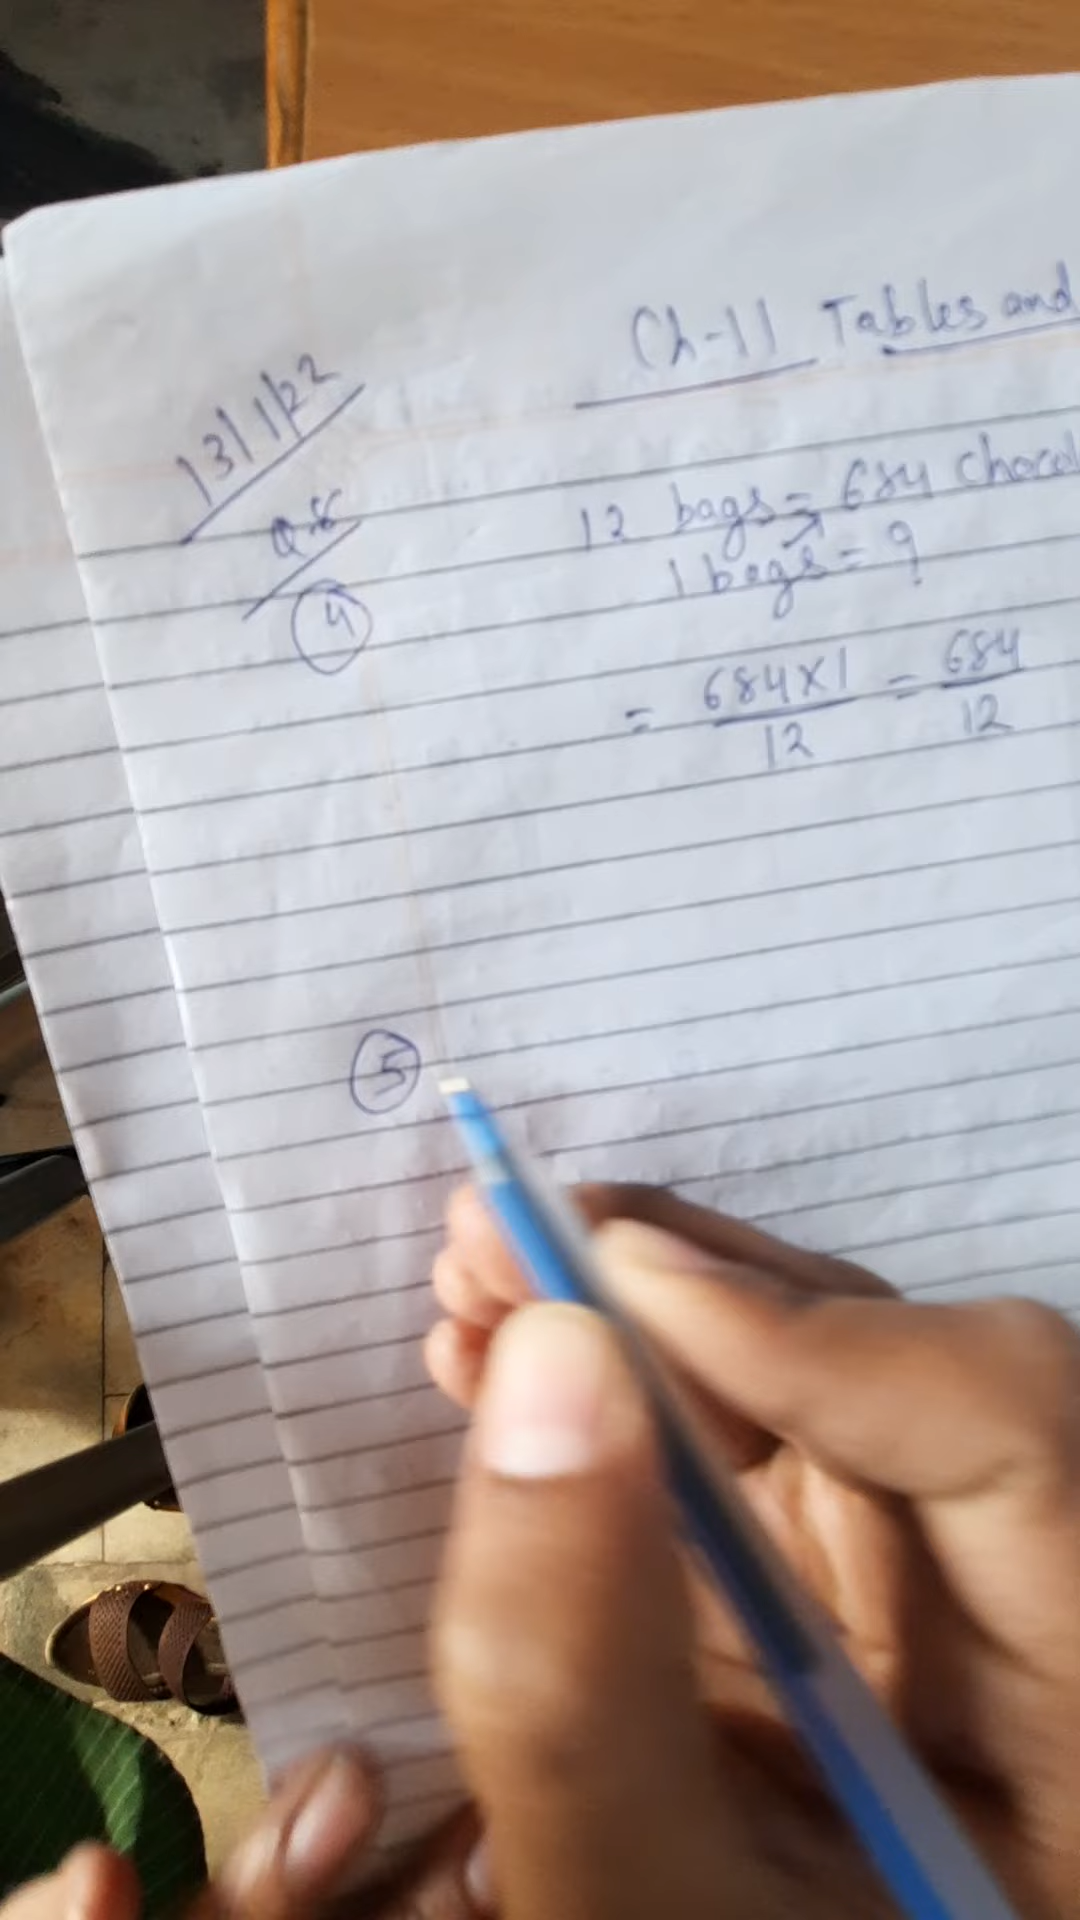 Ch-11 Tables and
13/1/22
12 bags = 684 Chocol
1 bags = ?
4
= 684×1/12 = 684/12
5